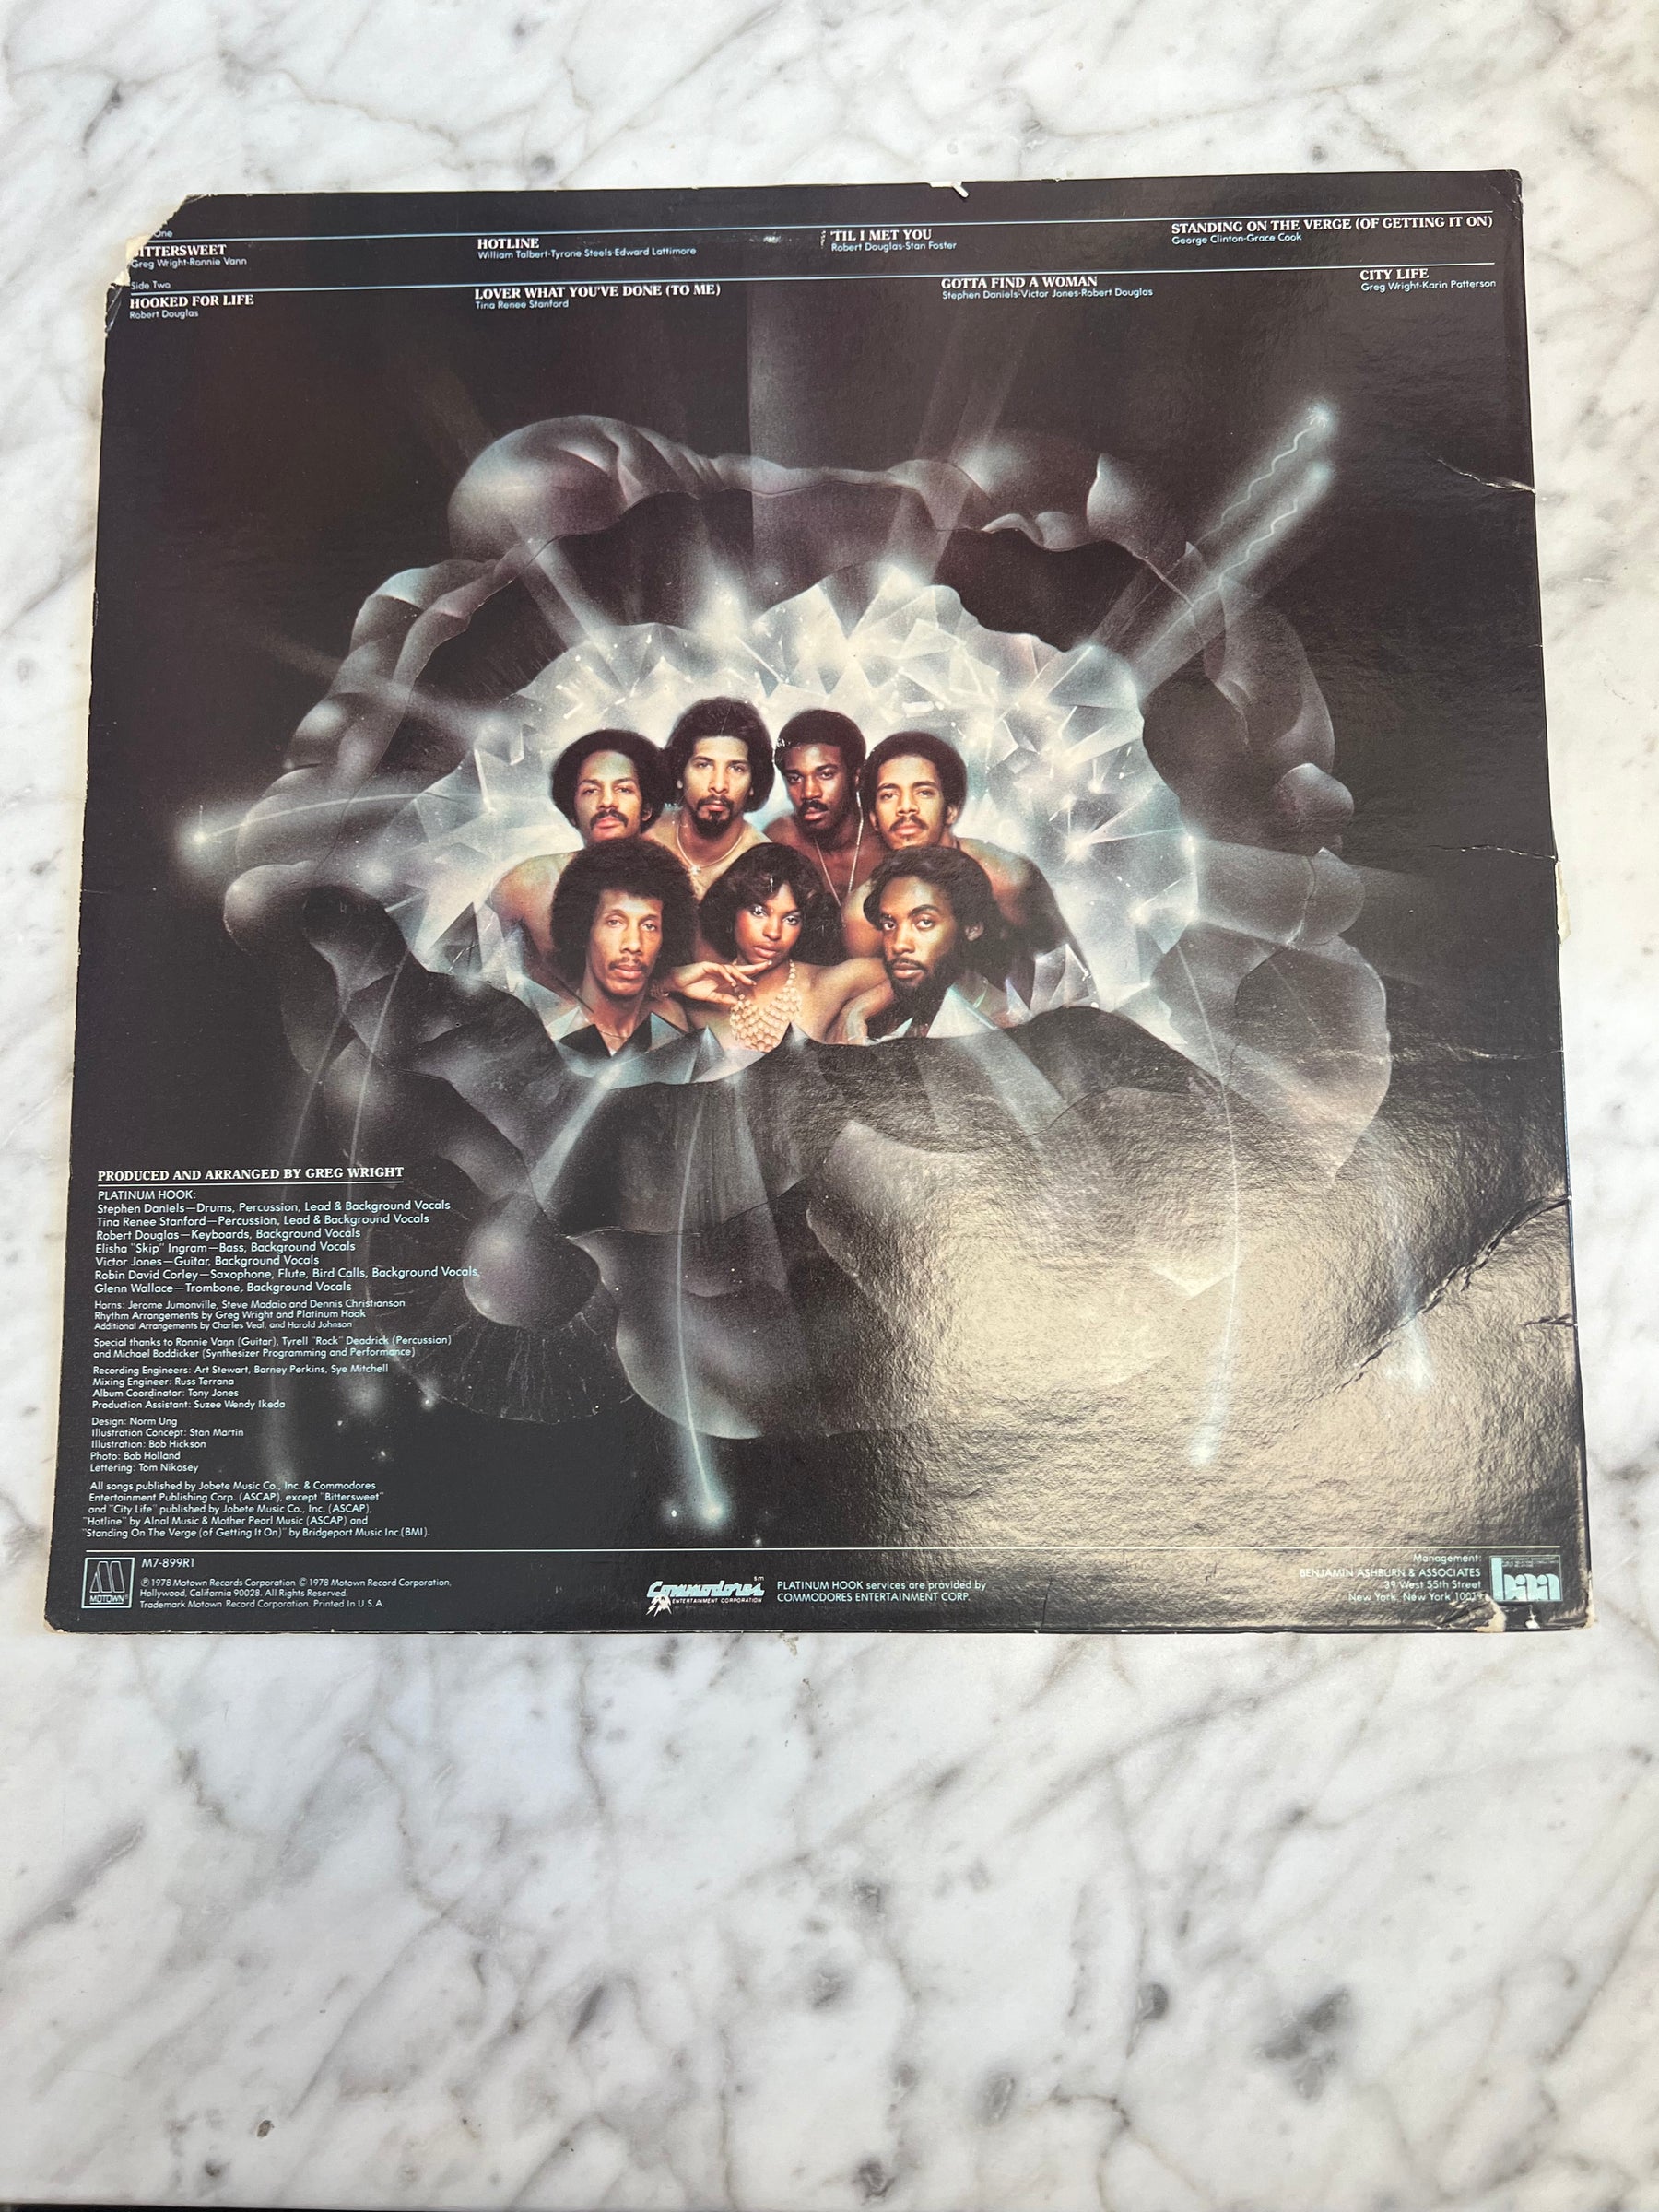 One
BITTERSWEET
Greg Wright-Ronnie Vann
HOTLINE
William Talbert-Tyrone Steels-Edward Lattimore
'TIL I MET YOU
Robert Douglas-Stan Foster
STANDING ON THE VERGE (OF GETTING IT ON)
George Clinton-Grace Cook
Side Two
HOOKED FOR LIFE
Robert Douglas
LOVER WHAT YOU'VE DONE (TO ME)
Tina Renee Stanford
GOTTA FIND A WOMAN
Stephen Daniels-Victor Jones-Robert Douglas
CITY LIFE
Greg Wright-Karin Patterson
PRODUCED AND ARRANGED BY GREG WRIGHT
PLATINUM HOOK:
Stephen Daniels—Drums, Percussion, Lead & Background Vocals
Tina Renee Stanford—Percussion, Lead & Background Vocals
Robert Douglas—Keyboards, Background Vocals
Elisha "Skip" Ingram—Bass, Background Vocals
Victor Jones—Guitar, Background Vocals
Robin David Corley—Saxophone, Flute, Bird Calls, Background Vocals,
Glenn Wallace—Trombone, Background Vocals
Horns: Jerome Jumonville, Steve Madaio and Dennis Christianson
Rhythm Arrangements by Greg Wright and Platinum Hook
Additional Arrangements by Charles Veal, and Harold Johnson
Special thanks to Ronnie Vann (Guitar), Tyrell "Rock" Deadrick (Percussion)
and Michael Boddicker (Synthesizer Programming and Performance)
Recording Engineers: Art Stewart, Barney Perkins, Sye Mitchell
Mixing Engineer: Russ Terrana
Album Coordinator: Tony Jones
Production Assistant: Suzee Wendy Ikeda
Design: Norm Ung
Illustration Concept: Stan Martin
Illustration: Bob Hickson
Photo: Bob Holland
Lettering: Tom Nikosey
All songs published by Jobete Music Co., Inc. & Commodores
Entertainment Publishing Corp. (ASCAP), except "Bittersweet"
and "City Life" published by Jobete Music Co., Inc. (ASCAP),
"Hotline" by Alnal Music & Mother Pearl Music (ASCAP) and
"Standing On The Verge (of Getting It On)" by Bridgeport Music Inc.(BMI).
MOTOWN
M7-899R1
℗ 1978 Motown Records Corporation © 1978 Motown Record Corporation,
Hollywood, California 90028. All Rights Reserved.
Trademark Motown Record Corporation. Printed In U.S.A.
Commodores sm
ENTERTAINMENT CORPORATION
PLATINUM HOOK services are provided by
COMMODORES ENTERTAINMENT CORP.
Management:
BENJAMIN ASHBURN & ASSOCIATES
39 West 55th Street
New York, New York 10019
baa